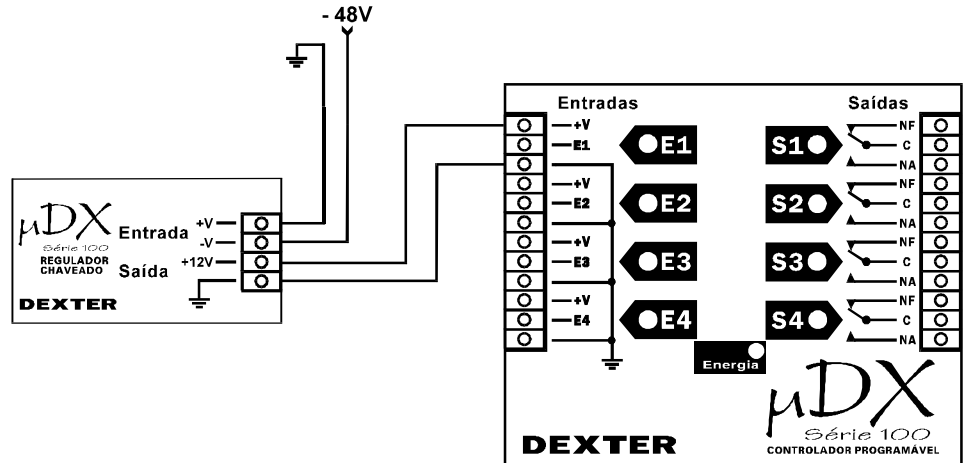 - 48V
μDX
Série 100
REGULADOR
CHAVEADO
DEXTER
Entrada
Saída
+V
-V
+12V
Entradas
Saídas
+V
E1
+V
E2
+V
E3
+V
E4
E1
E2
E3
E4
S1
S2
S3
S4
NF
C
NA
NF
C
NA
NF
C
NA
NF
C
NA
Energia
μDX
Série 100
CONTROLADOR PROGRAMÁVEL
DEXTER